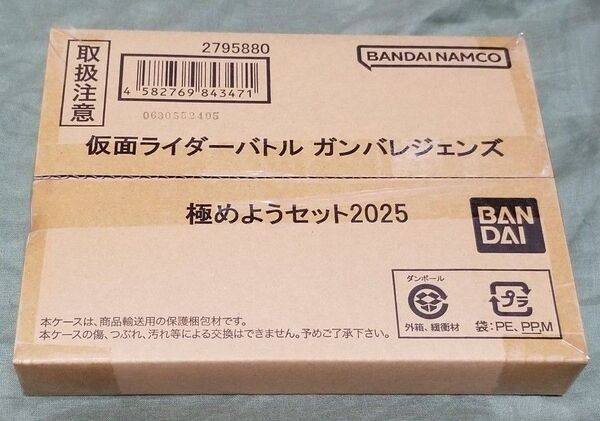 取扱注意
2795880
4 582769 843471
0630552405
BANDAI NAMCO
仮面ライダーバトル ガンバレジェンズ
極めようセット2025
BAN
DAI
ダンボール
外箱、緩衝材
プラ
袋:PE、PP,M
本ケースは、商品輸送用の保護梱包材です。
本ケースの傷、つぶれ、汚れ等による交換はできません。予めご了承下さい。